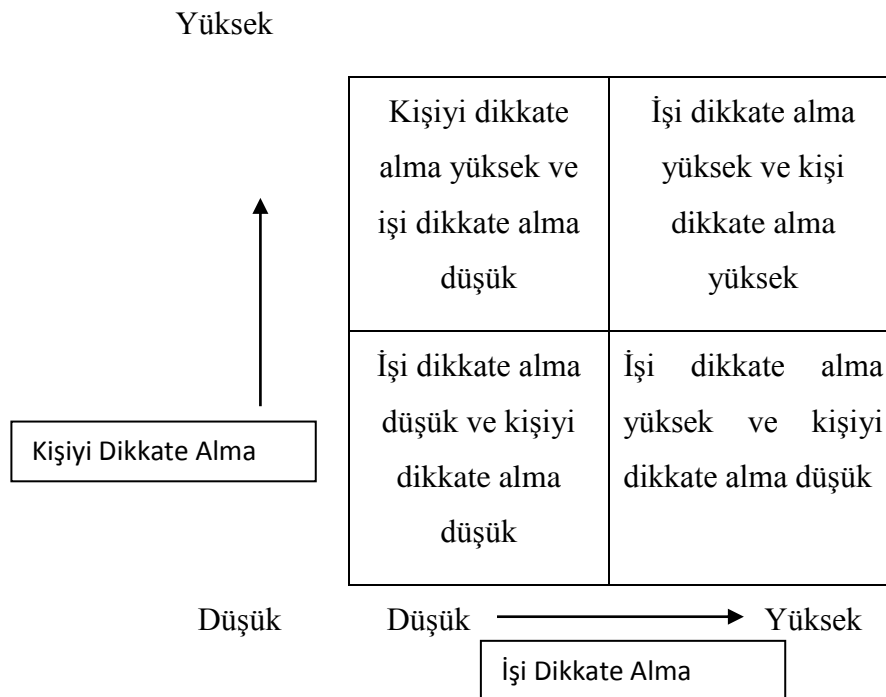 Yüksek
Kişiyi dikkate
alma yüksek ve
işi dikkate alma
düşük
İşi dikkate alma
yüksek ve kişi
dikkate alma
yüksek
Kişiyi Dikkate Alma
İşi dikkate alma
düşük ve kişiyi
dikkate alma
düşük
İşi dikkate alma
yüksek ve kişiyi
dikkate alma düşük
Düşük
Düşük
Yüksek
İşi Dikkate Alma